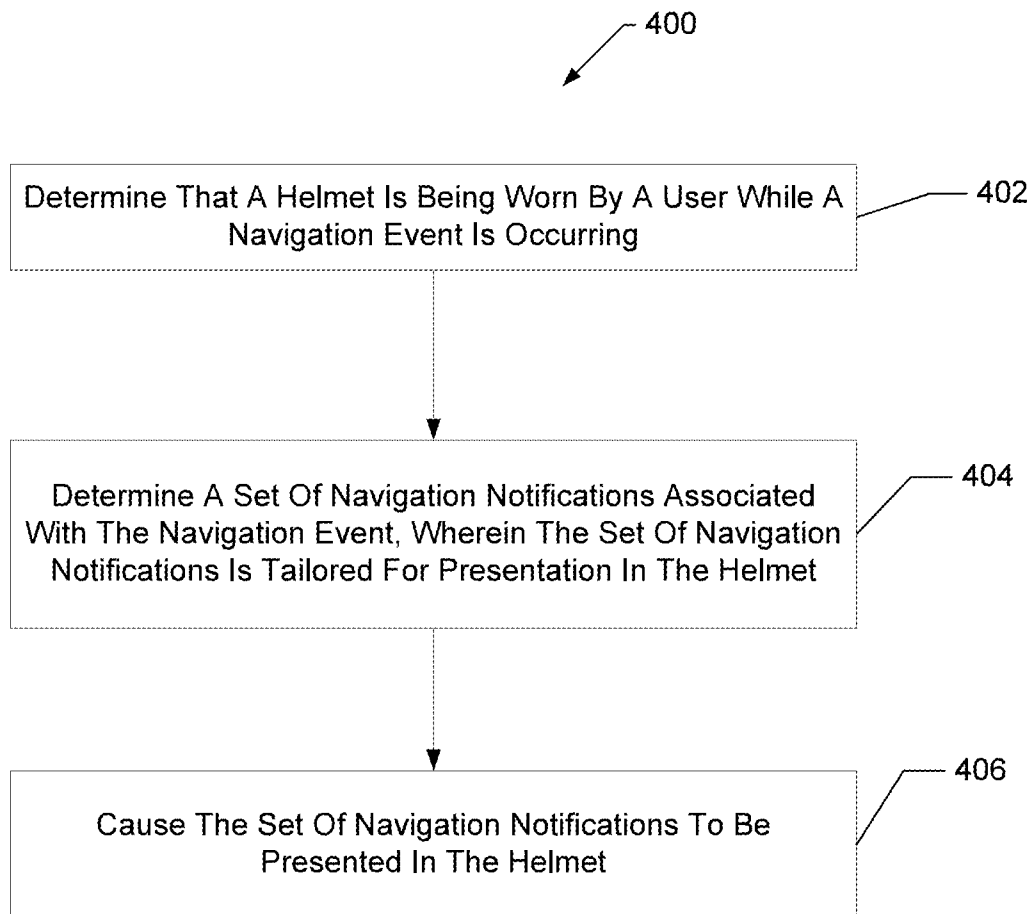 400
Determine That A Helmet Is Being Worn By A User While A
Navigation Event Is Occurring
402
Determine A Set Of Navigation Notifications Associated
With The Navigation Event, Wherein The Set Of Navigation
Notifications Is Tailored For Presentation In The Helmet
404
Cause The Set Of Navigation Notifications To Be
Presented In The Helmet
406